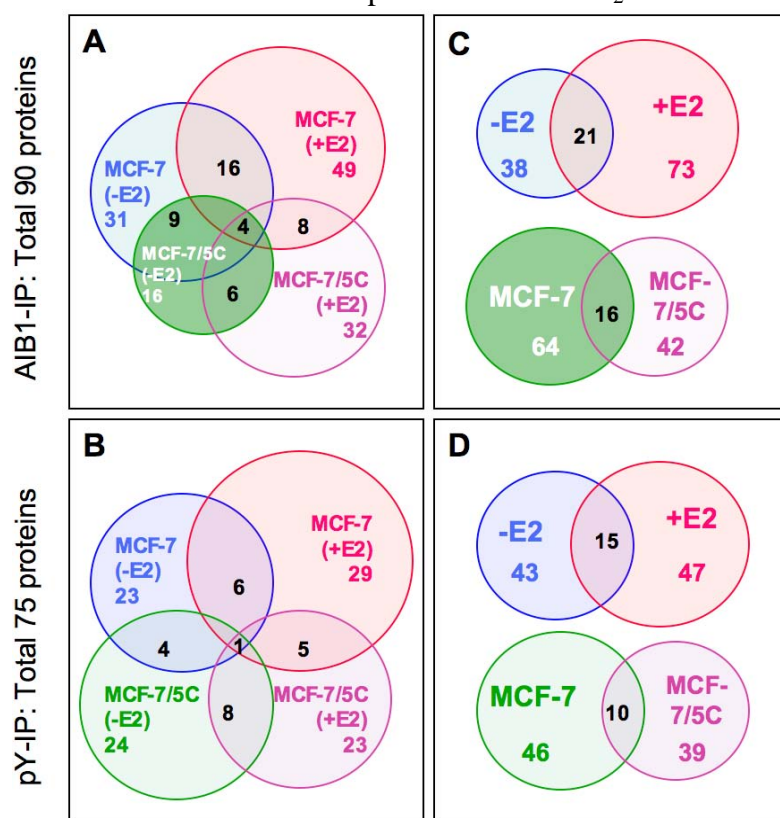 AIB1-IP: Total 90 proteins
A
MCF-7
(+E2)
49
MCF-7
(-E2)
31
16
9
4
8
MCF-7/5C
(-E2)
16
6
MCF-7/5C
(+E2)
32
C
-E2
38
21
+E2
73
MCF-7
64
16
MCF-
7/5C
42
pY-IP: Total 75 proteins
B
MCF-7
(+E2)
29
MCF-7
(-E2)
23
6
4
1
5
MCF-7/5C
(-E2)
24
8
MCF-7/5C
(+E2)
23
D
-E2
43
15
+E2
47
MCF-7
46
10
MCF-
7/5C
39